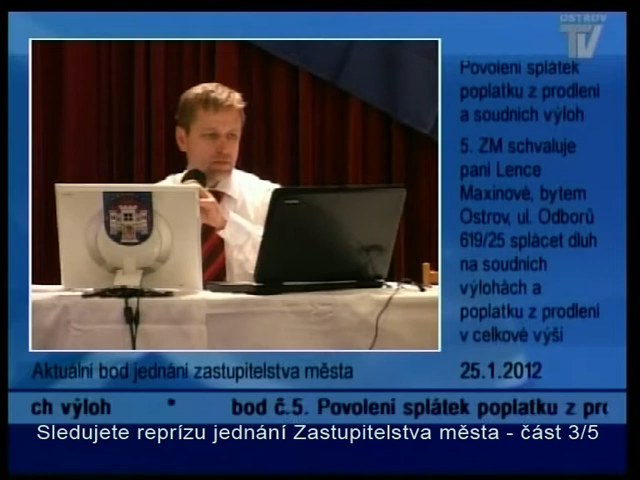 OSTROV
TV
Povolení splátek
poplatku z prodlení
a soudních výloh
5. ZM schvaluje
paní Lence
Maxinové, bytem
Ostrov, ul. Odborů
619/25 splácet dluh
na soudních
výlohách a
poplatku z prodlení
v celkové výši
Aktuální bod jednání zastupitelstva města
25.1.2012
ch výloh * bod č.5. Povolení splátek poplatku z pro
Sledujete reprízu jednání Zastupitelstva města - část 3/5